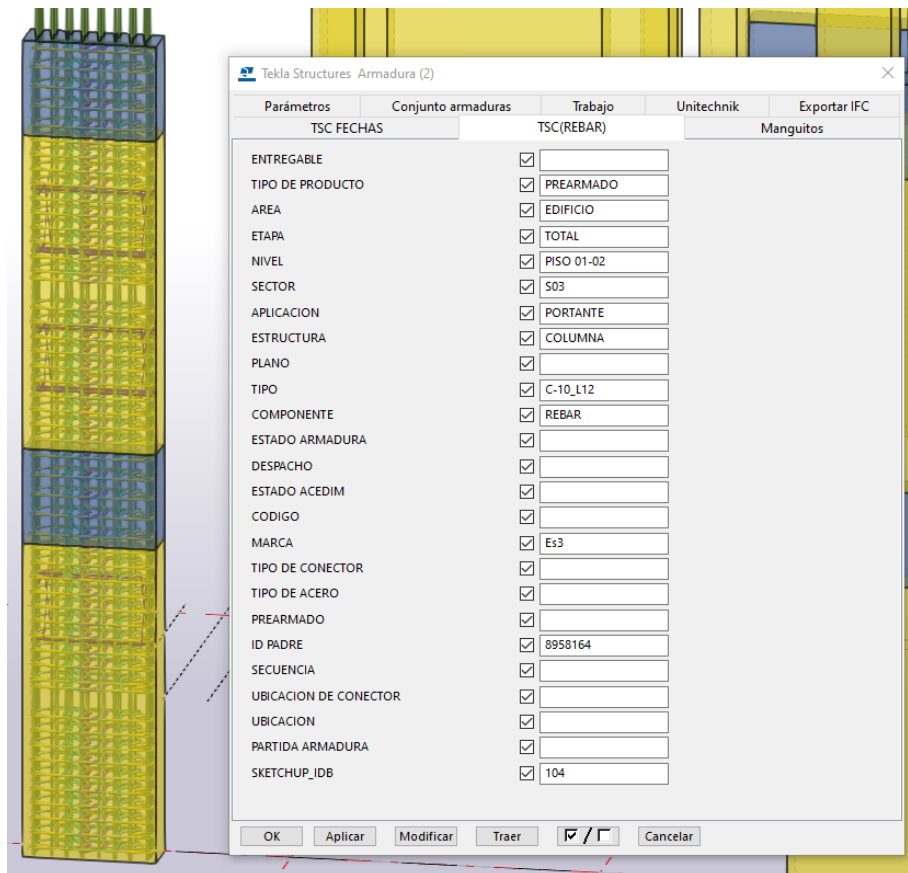 Tekla Structures Armadura (2)
Parámetros Conjunto armaduras Trabajo Unitechnik Exportar IFC
TSC FECHAS TSC(REBAR) Manguitos
ENTREGABLE
TIPO DE PRODUCTO PREARMADO
AREA EDIFICIO
ETAPA TOTAL
NIVEL PISO 01-02
SECTOR S03
APLICACION PORTANTE
ESTRUCTURA COLUMNA
PLANO
TIPO C-10_L12
COMPONENTE REBAR
ESTADO ARMADURA
DESPACHO
ESTADO ACEDIM
CODIGO
MARCA Es3
TIPO DE CONECTOR
TIPO DE ACERO
PREARMADO
ID PADRE 8958164
SECUENCIA
UBICACION DE CONECTOR
UBICACION
PARTIDA ARMADURA
SKETCHUP_IDB 104
OK Aplicar Modificar Traer / Cancelar